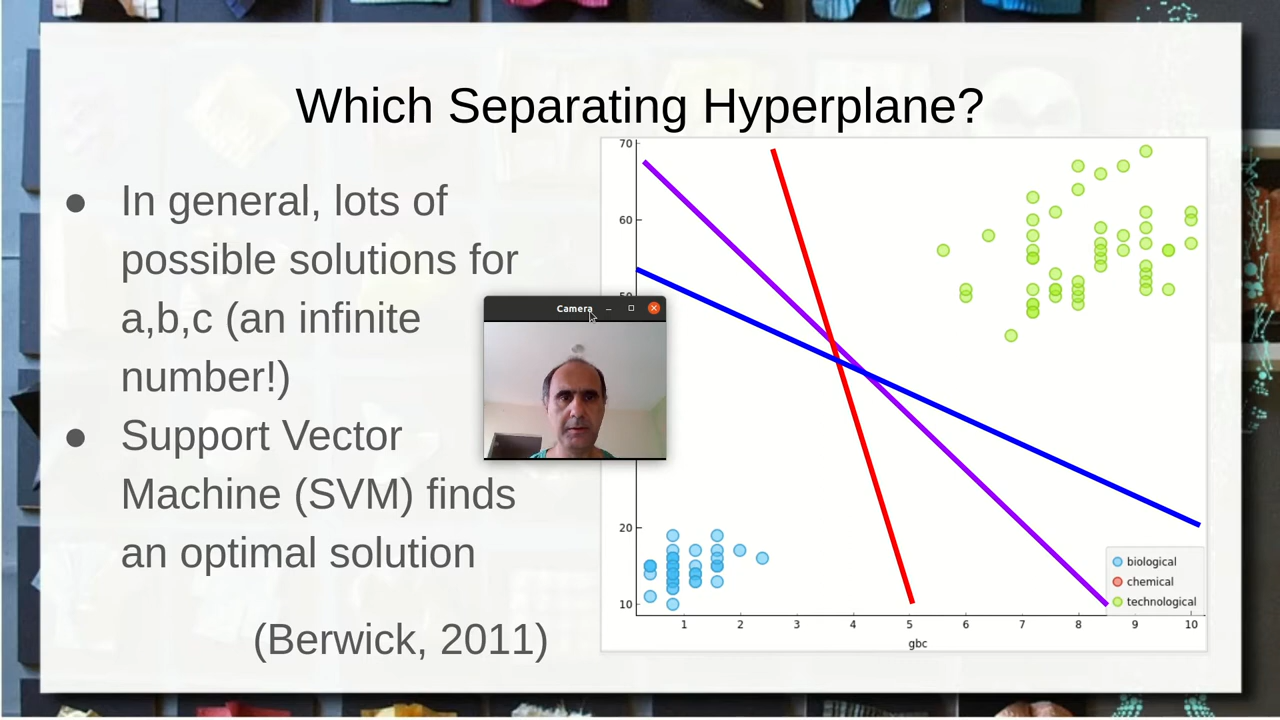 Which Separating Hyperplane?
● In general, lots of
possible solutions for
a,b,c (an infinite
number!)
● Support Vector
Machine (SVM) finds
an optimal solution
(Berwick, 2011)
Camera
70
60
20
10
1 2 3 4 5 6 7 8 9 10
gbc
biological
chemical
technological